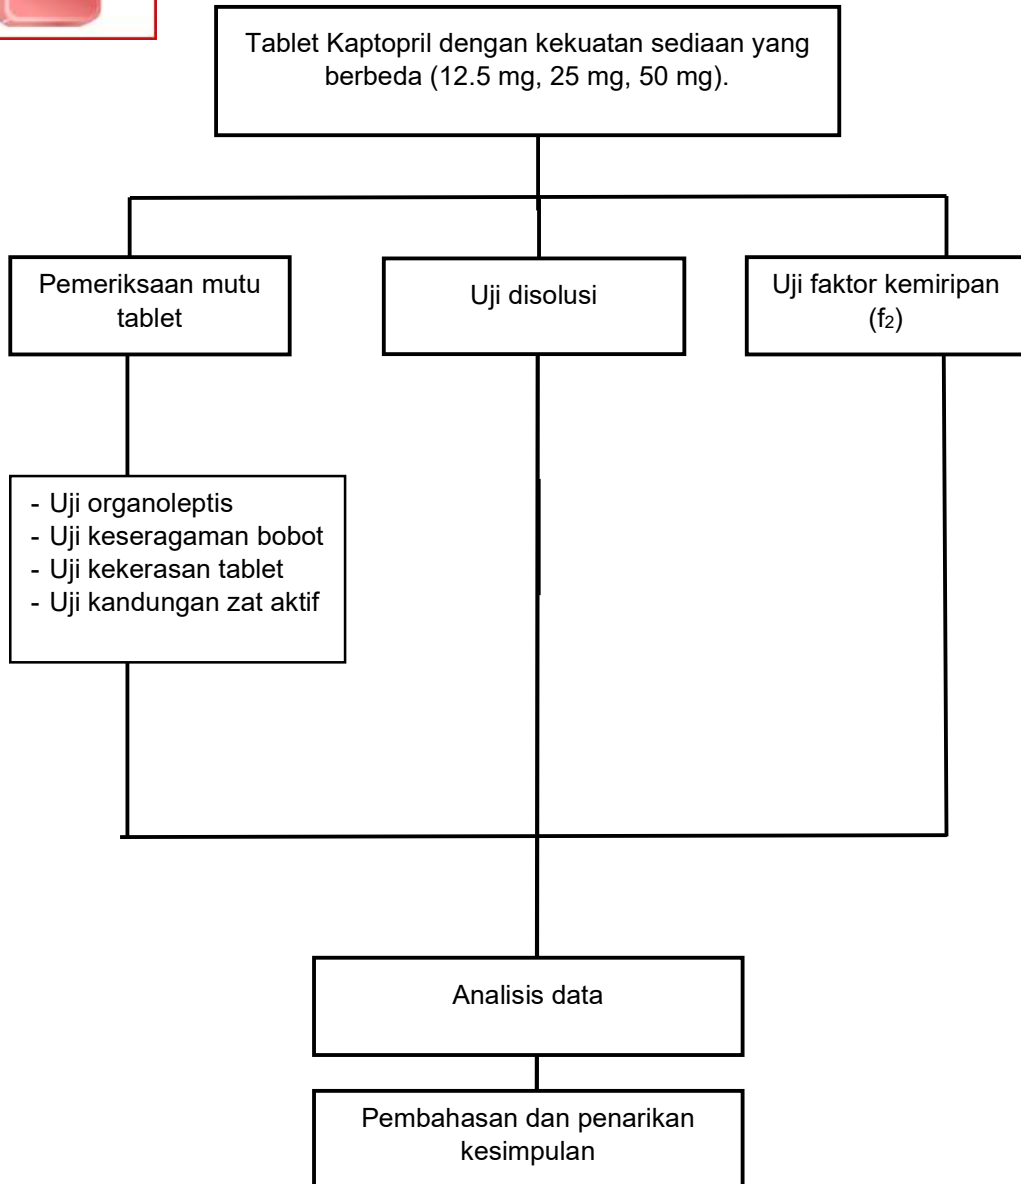 Tablet Kaptopril dengan kekuatan sediaan yang
berbeda (12.5 mg, 25 mg, 50 mg).
Pemeriksaan mutu
tablet
Uji disolusi
Uji faktor kemiripan
(f₂)
- Uji organoleptis
- Uji keseragaman bobot
- Uji kekerasan tablet
- Uji kandungan zat aktif
Analisis data
Pembahasan dan penarikan
kesimpulan